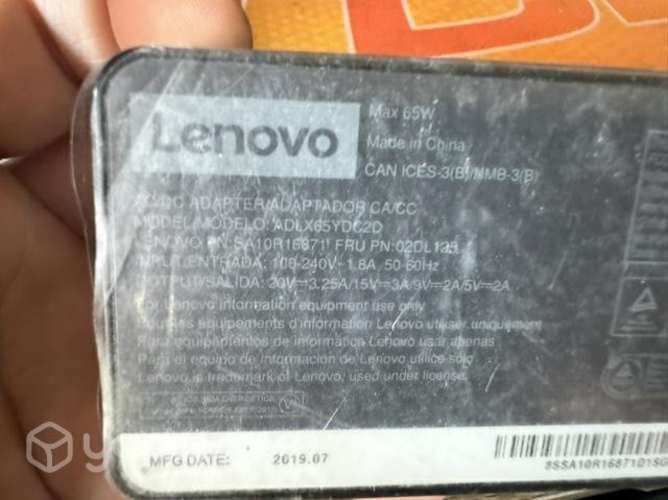 Lenovo
Max 65W
Made in China
CAN ICES-3(B)/NMB-3(B)
AC/DC ADAPTER/ADAPTADOR CA/CC
MODEL/MODELO: ADLX65YDC2D
LENOVO PN: SA10R16871 FRU PN: 02DL125
INPUT/ENTRADA: 100-240V~1.8A, 50-60Hz
OUTPUT/SALIDA: 20V⎓3.25A/15V⎓3A/9V⎓2A/5V⎓2A
For Lenovo information equipment use only
équipements d'information Lenovo utiliser uniquement
Para equipamentos de informação Lenovo usar apenas
Para el equipo de información Lenovo utilice sólo
Lenovo is trademark of Lenovo, used under license.
MFG DATE: 2019.07
8SSA10R16871D1SG